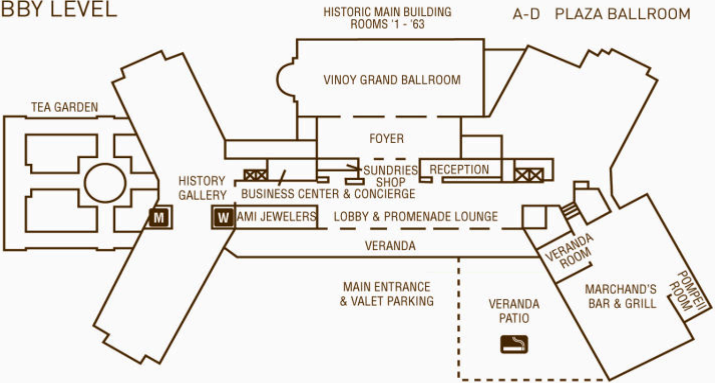 BBY LEVEL
HISTORIC MAIN BUILDING
ROOMS '1 - '63
A-D PLAZA BALLROOM
VINOY GRAND BALLROOM
TEA GARDEN
FOYER
SUNDRIES
SHOP
RECEPTION
HISTORY
GALLERY
BUSINESS CENTER & CONCIERGE
M
W
AMI JEWELERS
LOBBY & PROMENADE LOUNGE
VERANDA
VERANDA
ROOM
MAIN ENTRANCE
& VALET PARKING
VERANDA
PATIO
MARCHAND'S
BAR & GRILL
POMPEII
ROOM